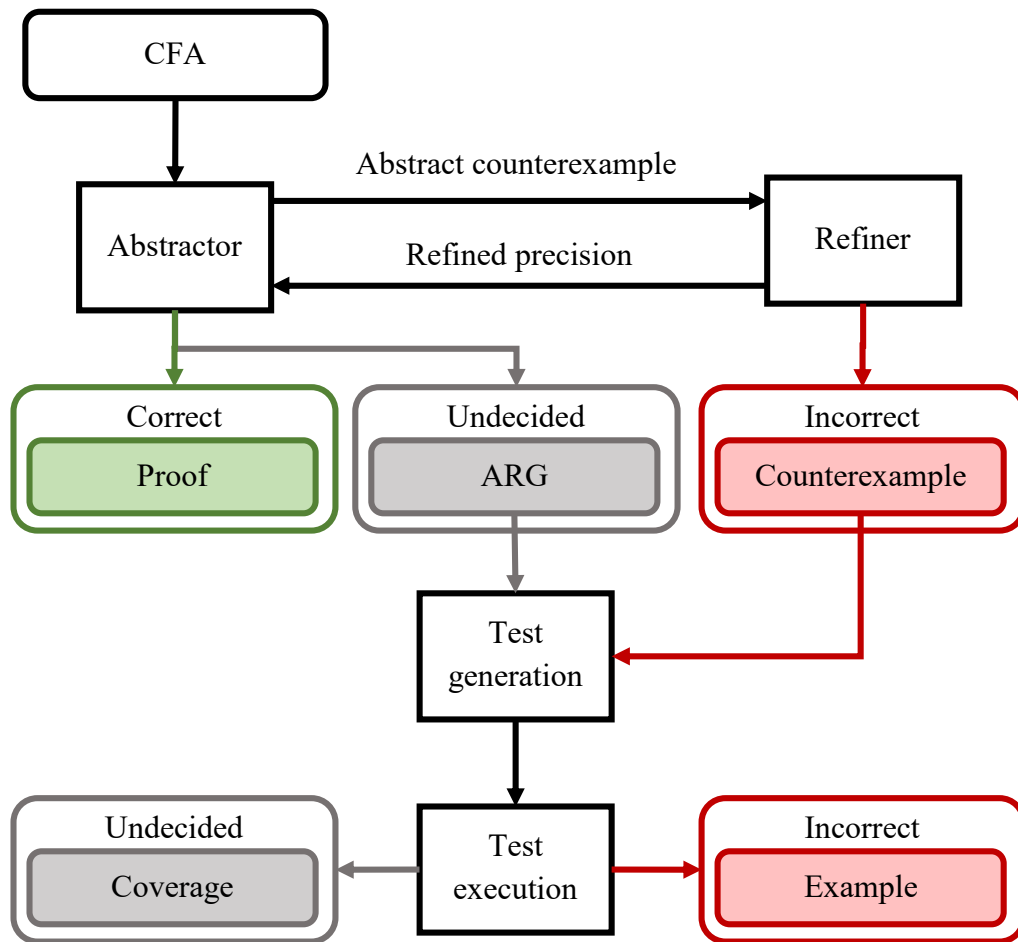 CFA
Abstract counterexample
Abstractor
Refiner
Refined precision
Correct
Proof
Undecided
ARG
Incorrect
Counterexample
Test
generation
Undecided
Coverage
Test
execution
Incorrect
Example